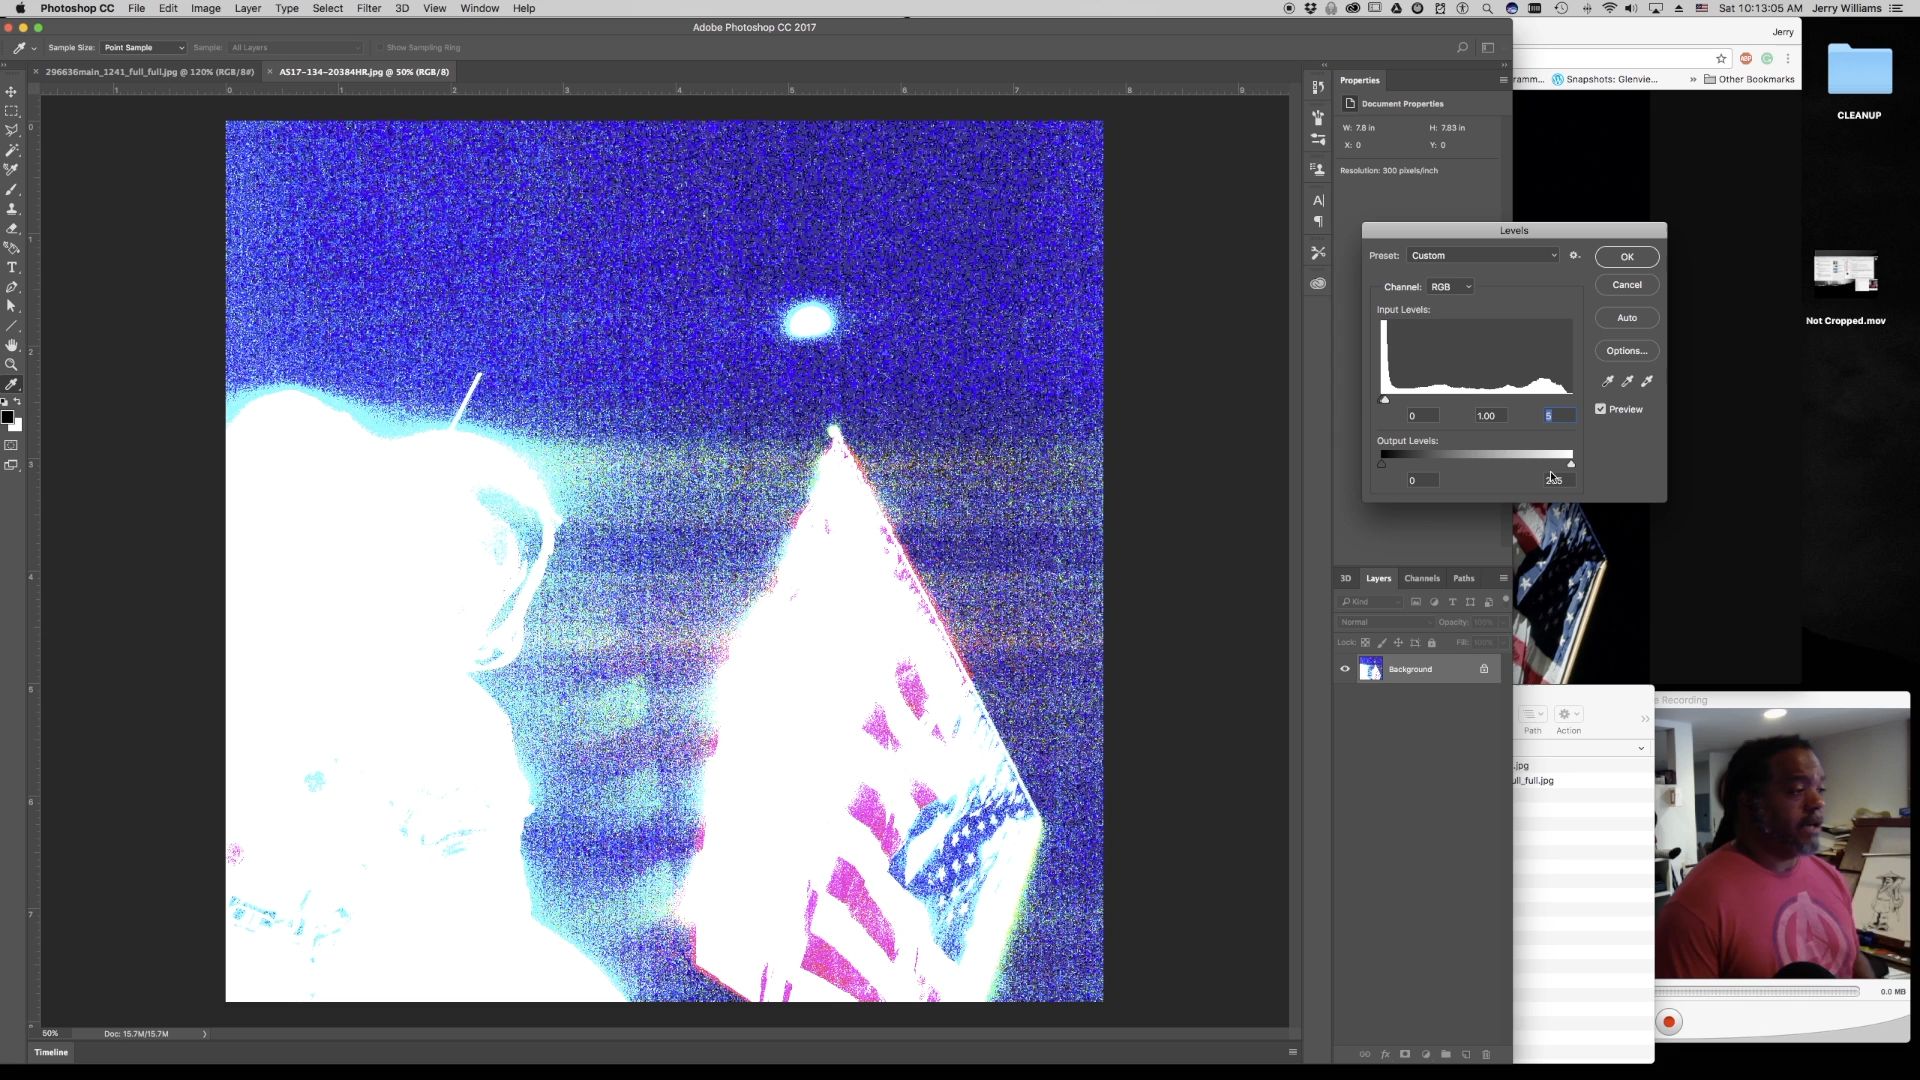 Photoshop CC File Edit Image Layer Type Select Filter 3D View Window Help
Sat 10:13:05 AM Jerry Williams
Adobe Photoshop CC 2017
Jerry
Sample Size: Point Sample Sample: All Layers Show Sampling Ring
296636main_1241_full_full.jpg @ 120% (RGB/8#)
AS17-134-20384HR.jpg @ 50% (RGB/8)
Snapshots: Glenvie...
» Other Bookmarks
CLEANUP
Not Cropped.mov
Properties
Document Properties
W: 7.8 in H: 7.83 in
X: 0 Y: 0
Resolution: 300 pixels/inch
Levels
Preset: Custom
OK
Channel: RGB
Cancel
Input Levels:
Auto
Options...
0 1.00 5
Preview
Output Levels:
0
3D Layers Channels Paths
Kind
Normal Opacity: 100%
Lock: Fill: 100%
Background
Recording
Path Action
.jpg
ull_full.jpg
0.0 MB
50% Doc: 15.7M/15.7M
Timeline